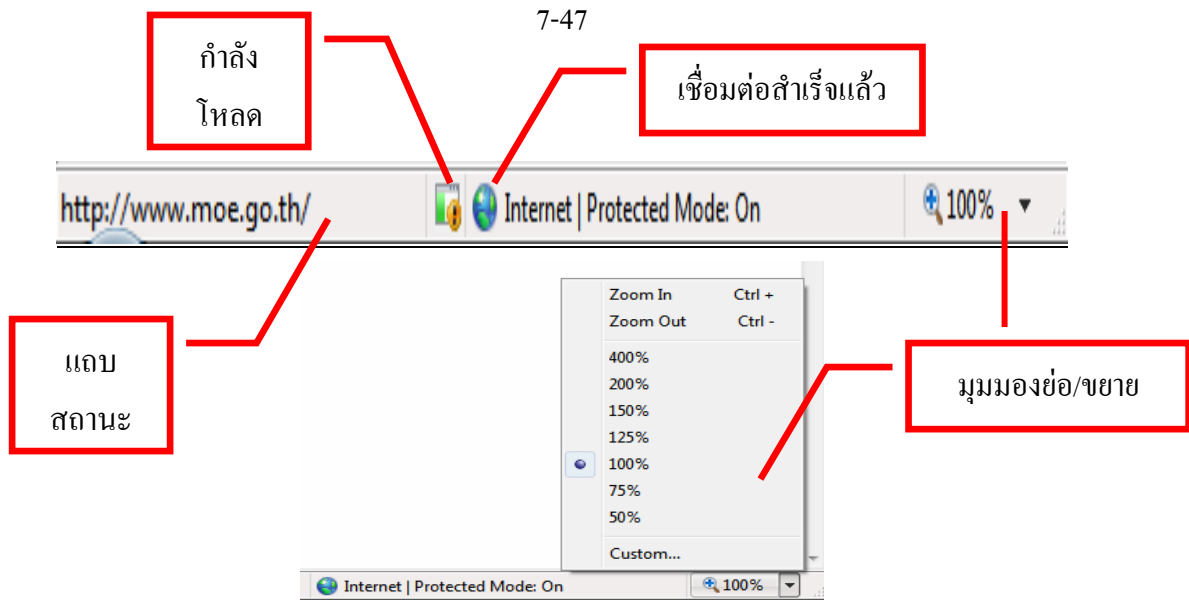 7-47
กำลัง
โหลด
เชื่อมต่อสำเร็จแล้ว
http://www.moe.go.th/
Internet | Protected Mode: On
100%
แถบ
สถานะ
Zoom In Ctrl +
Zoom Out Ctrl -
400%
200%
150%
125%
100%
75%
50%
Custom...
มุมมองย่อ/ขยาย
Internet | Protected Mode: On
100%